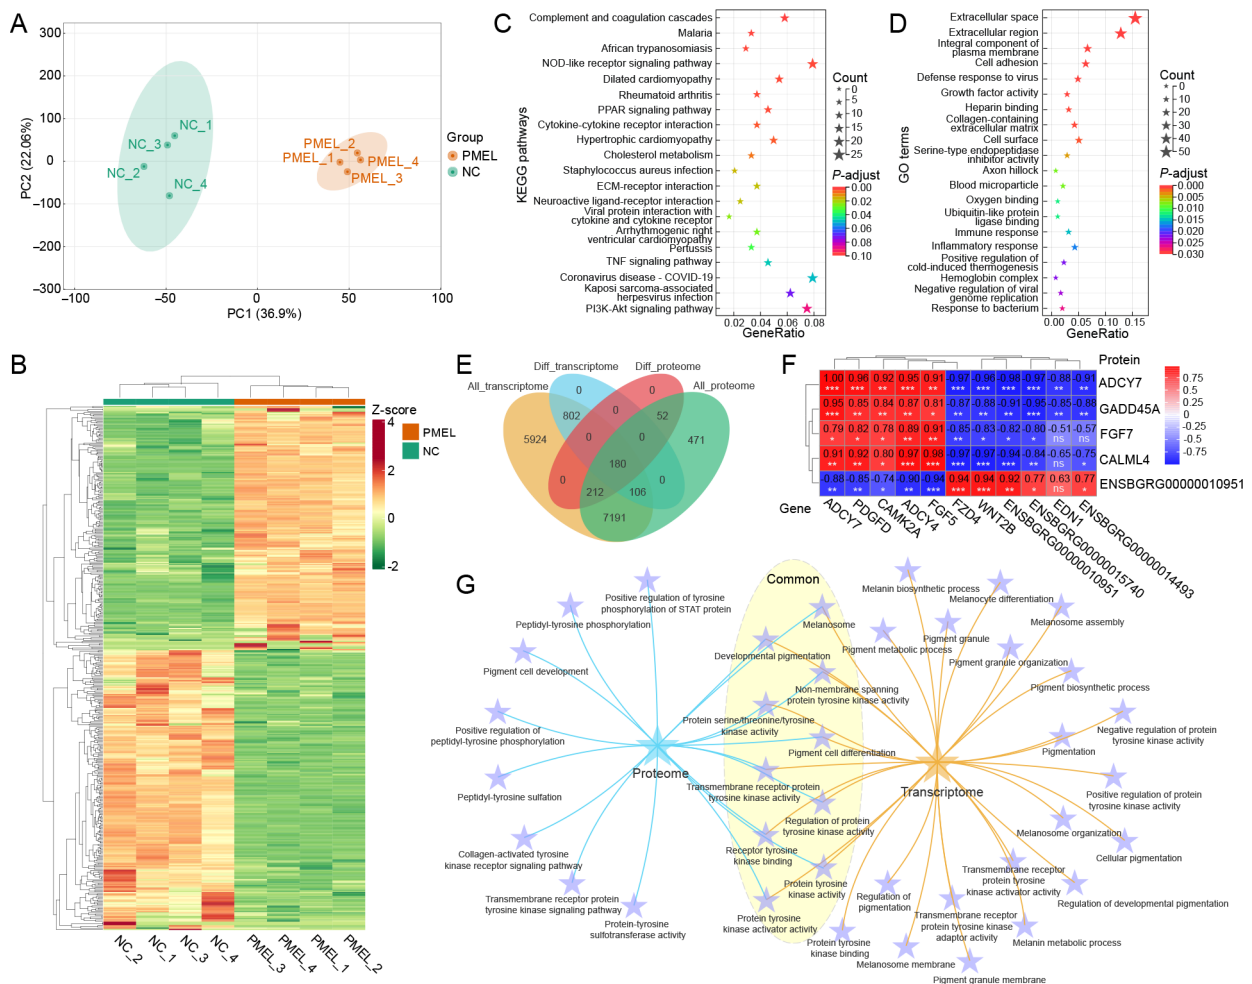 A
300
200
100
0
−100
−200
−300
−100
−50
0
50
100
PC2 (22.06%)
PC1 (36.9%)
NC_1
NC_3
NC_2
NC_4
PMEL_2
PMEL_1
PMEL_4
PMEL_3
Group
PMEL
NC
C
KEGG pathways
Complement and coagulation cascades
Malaria
African trypanosomiasis
NOD-like receptor signaling pathway
Dilated cardiomyopathy
Rheumatoid arthritis
PPAR signaling pathway
Cytokine-cytokine receptor interaction
Hypertrophic cardiomyopathy
Cholesterol metabolism
Staphylococcus aureus infection
ECM-receptor interaction
Neuroactive ligand-receptor interaction
Viral protein interaction with
cytokine and cytokine receptor
Arrhythmogenic right
ventricular cardiomyopathy
Pertussis
TNF signaling pathway
Coronavirus disease - COVID-19
Kaposi sarcoma-associated
herpesvirus infection
PI3K-Akt signaling pathway
0.02 0.04 0.06 0.08
GeneRatio
Count
0
5
10
15
20
25
P-adjust
0.00
0.02
0.04
0.06
0.08
0.10
D
GO terms
Extracellular space
Extracellular region
Integral component of
plasma membrane
Cell adhesion
Defense response to virus
Growth factor activity
Heparin binding
Collagen-containing
extracellular matrix
Cell surface
Serine-type endopeptidase
inhibitor activity
Axon hillock
Blood microparticle
Oxygen binding
Ubiquitin-like protein
ligase binding
Immune response
Inflammatory response
Positive regulation of
cold-induced thermogenesis
Hemoglobin complex
Negative regulation of viral
genome replication
Response to bacterium
0.00 0.05 0.10 0.15
GeneRatio
Count
0
10
20
30
40
50
P-adjust
0.000
0.005
0.010
0.015
0.020
0.025
0.030
B
Z-score
4
2
0
-2
PMEL
NC
NC_2
NC_1
NC_3
NC_4
PMEL_3
PMEL_4
PMEL_1
PMEL_2
E
Diff_transcriptome
Diff_proteome
All_transcriptome
All_proteome
0
0
802
0
52
5924
0
0
471
180
0
0
212
106
7191
F
Protein
1.00 0.96 0.92 0.95 0.91 -0.97 -0.96 -0.98 -0.97 -0.88 -0.91
*** *** *** *** ** *** *** *** *** ** **
ADCY7
0.95 0.85 0.84 0.87 0.81 -0.87 -0.88 -0.91 -0.95 -0.85 -0.88
*** ** ** ** * ** ** ** *** ** **
GADD45A
0.79 0.82 0.78 0.89 0.91 -0.85 -0.83 -0.82 -0.80 -0.51 -0.57
* * * ** ** ** * * * ns ns
FGF7
0.91 0.92 0.80 0.97 0.98 -0.97 -0.97 -0.94 -0.84 -0.65 -0.75
** ** * *** *** *** *** *** ** ns *
CALML4
-0.88 -0.85 -0.74 -0.90 -0.94 0.94 0.94 0.92 0.77 0.63 0.77
** ** * ** *** *** *** ** * ns *
ENSBGRG00000010951
Gene
ADCY7
PDGFD
CAMK2A
ADCY4
FGF5
FZD4
WNT2B
ENSBGRG00000010951
ENSBGRG00000015740
EDN1
ENSBGRG00000014493
0.75
0.50
0.25
0.0
-0.25
-0.50
-0.75
G
Common
Positive regulation of tyrosine
phosphorylation of STAT protein
Peptidyl-tyrosine phosphorylation
Pigment cell development
Positive regulation of
peptidyl-tyrosine phosphorylation
Peptidyl-tyrosine sulfation
Collagen-activated tyrosine
kinase receptor signaling pathway
Transmembrane receptor protein
tyrosine kinase signaling pathway
Protein-tyrosine
sulfotransferase activity
Proteome
Melanosome
Developmental pigmentation
Non-membrane spanning
protein tyrosine kinase activity
Protein serine/threonine/tyrosine
kinase activity
Pigment cell differentiation
Transmembrane receptor protein
tyrosine kinase activity
Regulation of protein
tyrosine kinase activity
Receptor tyrosine
kinase binding
Protein tyrosine
kinase activity
Protein tyrosine
kinase activator activity
Transcriptome
Melanin biosynthetic process
Melanocyte differentiation
Melanosome assembly
Pigment metabolic process
Pigment granule
Pigment granule organization
Pigment biosynthetic process
Negative regulation of protein
tyrosine kinase activity
Pigmentation
Positive regulation of protein
tyrosine kinase activity
Melanosome organization
Cellular pigmentation
Transmembrane receptor
protein tyrosine
kinase activator activity
Regulation of developmental pigmentation
Regulation of
pigmentation
Transmembrane receptor
protein tyrosine kinase
adaptor activity
Melanin metabolic process
Protein tyrosine
kinase binding
Melanosome membrane
Pigment granule membrane